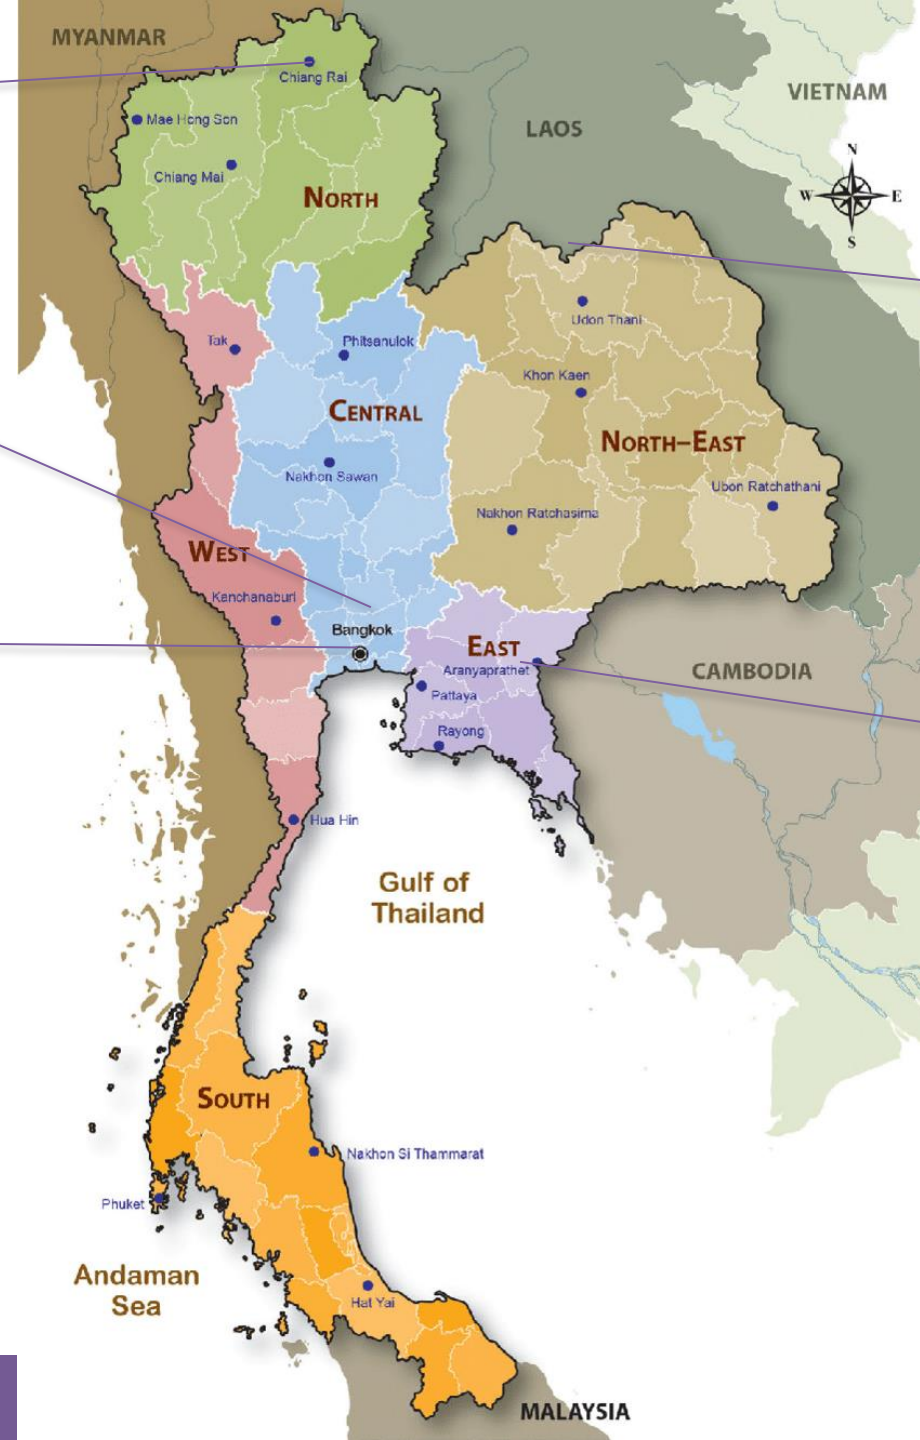 MYANMAR
Chiang Rai
VIETNAM
Mae Hong Son
LAOS
N
Chiang Mai
NORTH
W
E
S
Udon Thani
Tak
Phitsanulok
Khon Kaen
CENTRAL
NORTH-EAST
Nakhon Sawan
Ubon Ratchathani
Nakhon Ratchasima
WEST
Kanchanaburi
Bangkok
EAST
Aranyaprathet
CAMBODIA
Pattaya
Rayong
Hua Hin
Gulf of
Thailand
SOUTH
Nakhon Si Thammarat
Phuket
Andaman
Sea
Hat Yai
MALAYSIA